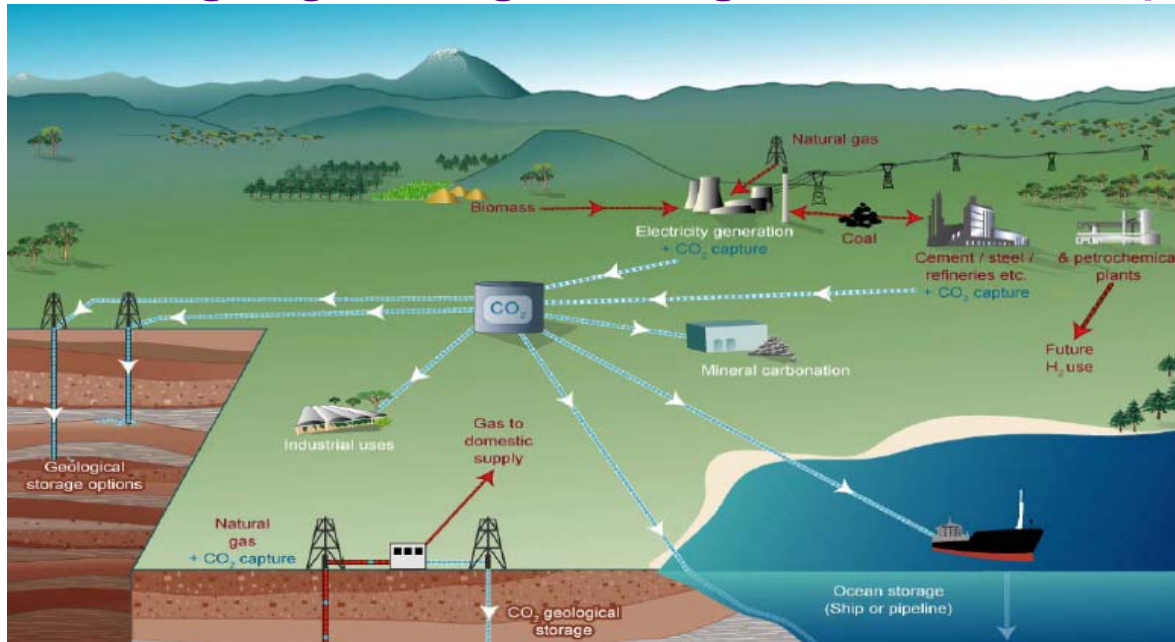 Natural gas
Biomass
Electricity generation
+ CO₂ capture
Coal
Cement / steel /
refineries etc.
+ CO₂ capture
& petrochemical
plants
CO₂
Future
H₂ use
Mineral carbonation
Industrial uses
Gas to
domestic
supply
Geological
storage options
Natural
gas
+ CO₂ capture
CO₂ geological
storage
Ocean storage
(Ship or pipeline)